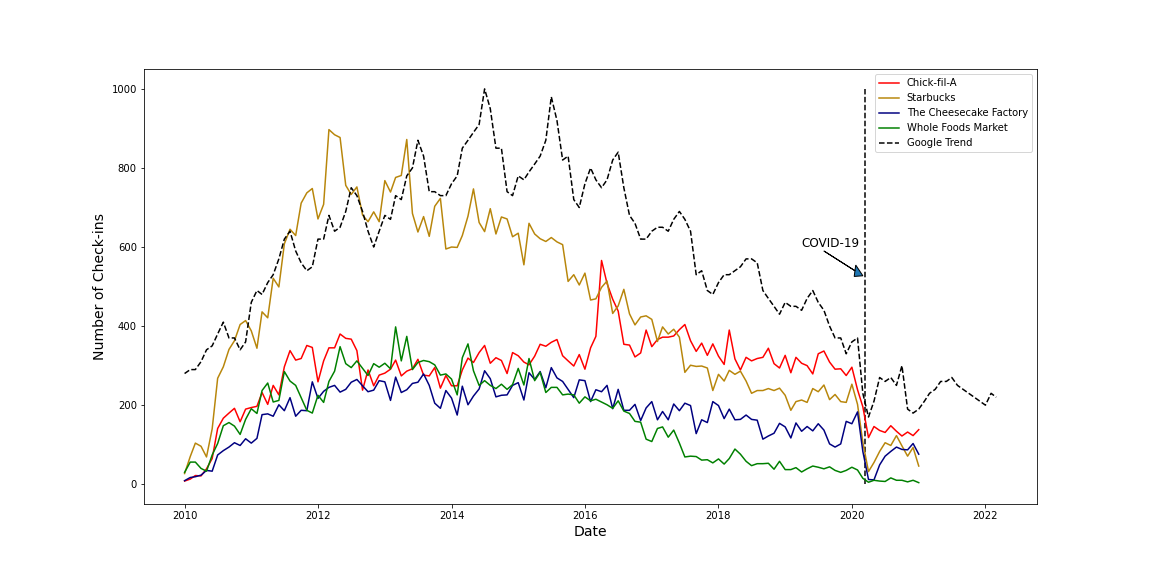 1000
800
600
400
200
0
Number of Check-ins
2010
2012
2014
2016
2018
2020
2022
Date
COVID-19
Chick-fil-A
Starbucks
The Cheesecake Factory
Whole Foods Market
Google Trend